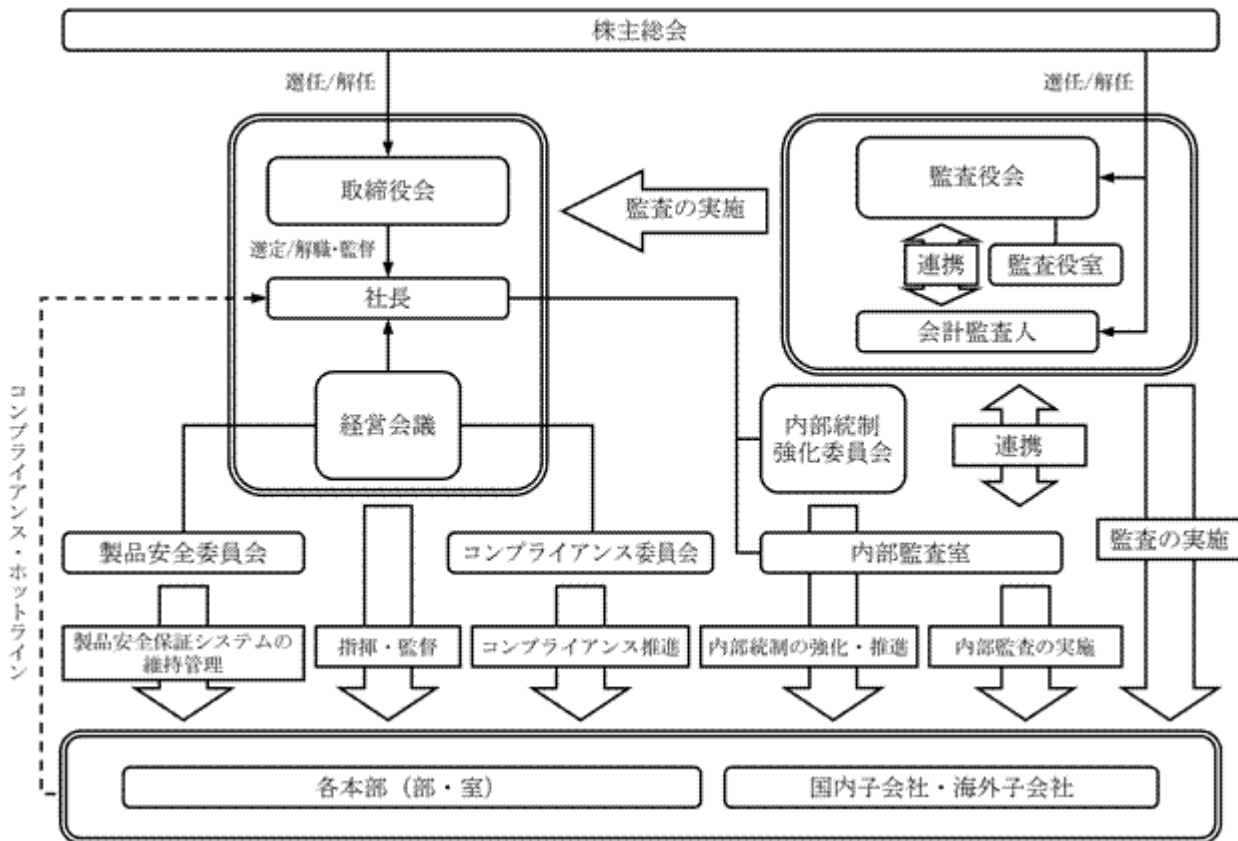 株主総会
選任/解任
選任/解任
取締役会
監査の実施
監査役会
選定/解職・監督
連携
監査役室
社長
会計監査人
コンプライアンス・ホットライン
経営会議
内部統制
強化委員会
連携
製品安全委員会
コンプライアンス委員会
内部監査室
監査の実施
製品安全保証システムの
維持管理
指揮・監督
コンプライアンス推進
内部統制の強化・推進
内部監査の実施
各本部（部・室）
国内子会社・海外子会社